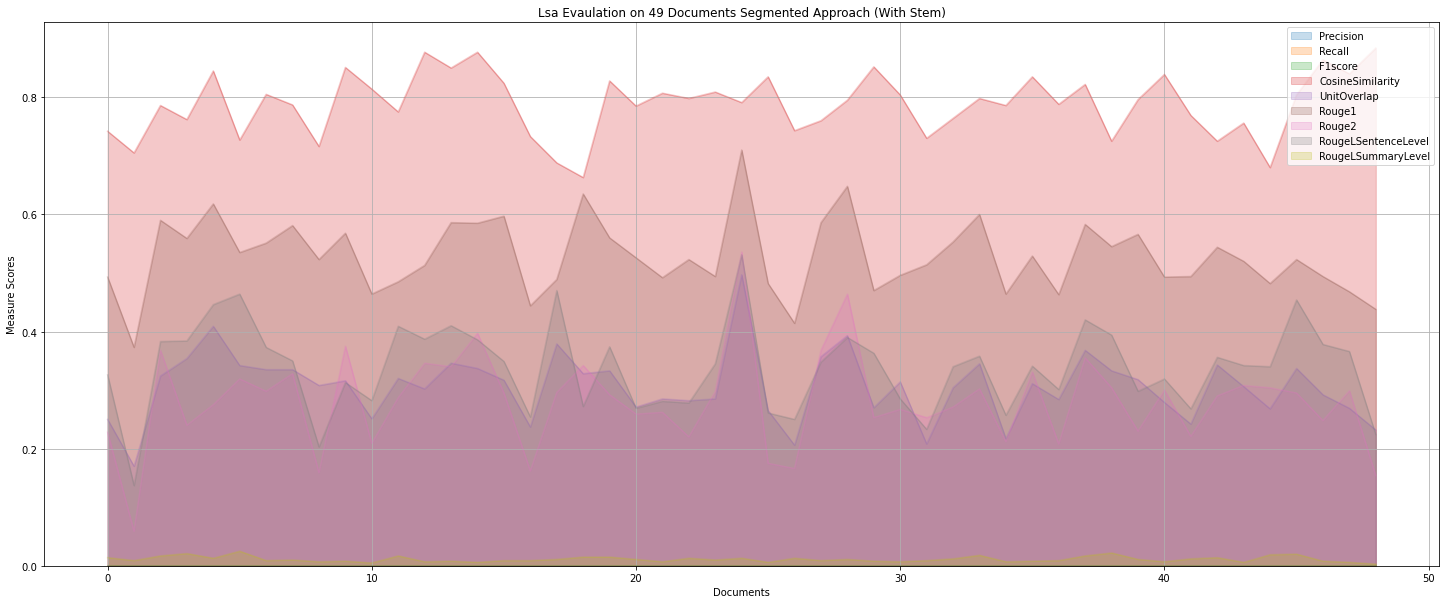 Lsa Evaulation on 49 Documents Segmented Approach (With Stem)
Precision
Recall
F1score
CosineSimilarity
UnitOverlap
Rouge1
Rouge2
RougeLSentenceLevel
RougeLSummaryLevel
Measure Scores
0.8
0.6
0.4
0.2
0.0
0 10 20 30 40 50
Documents